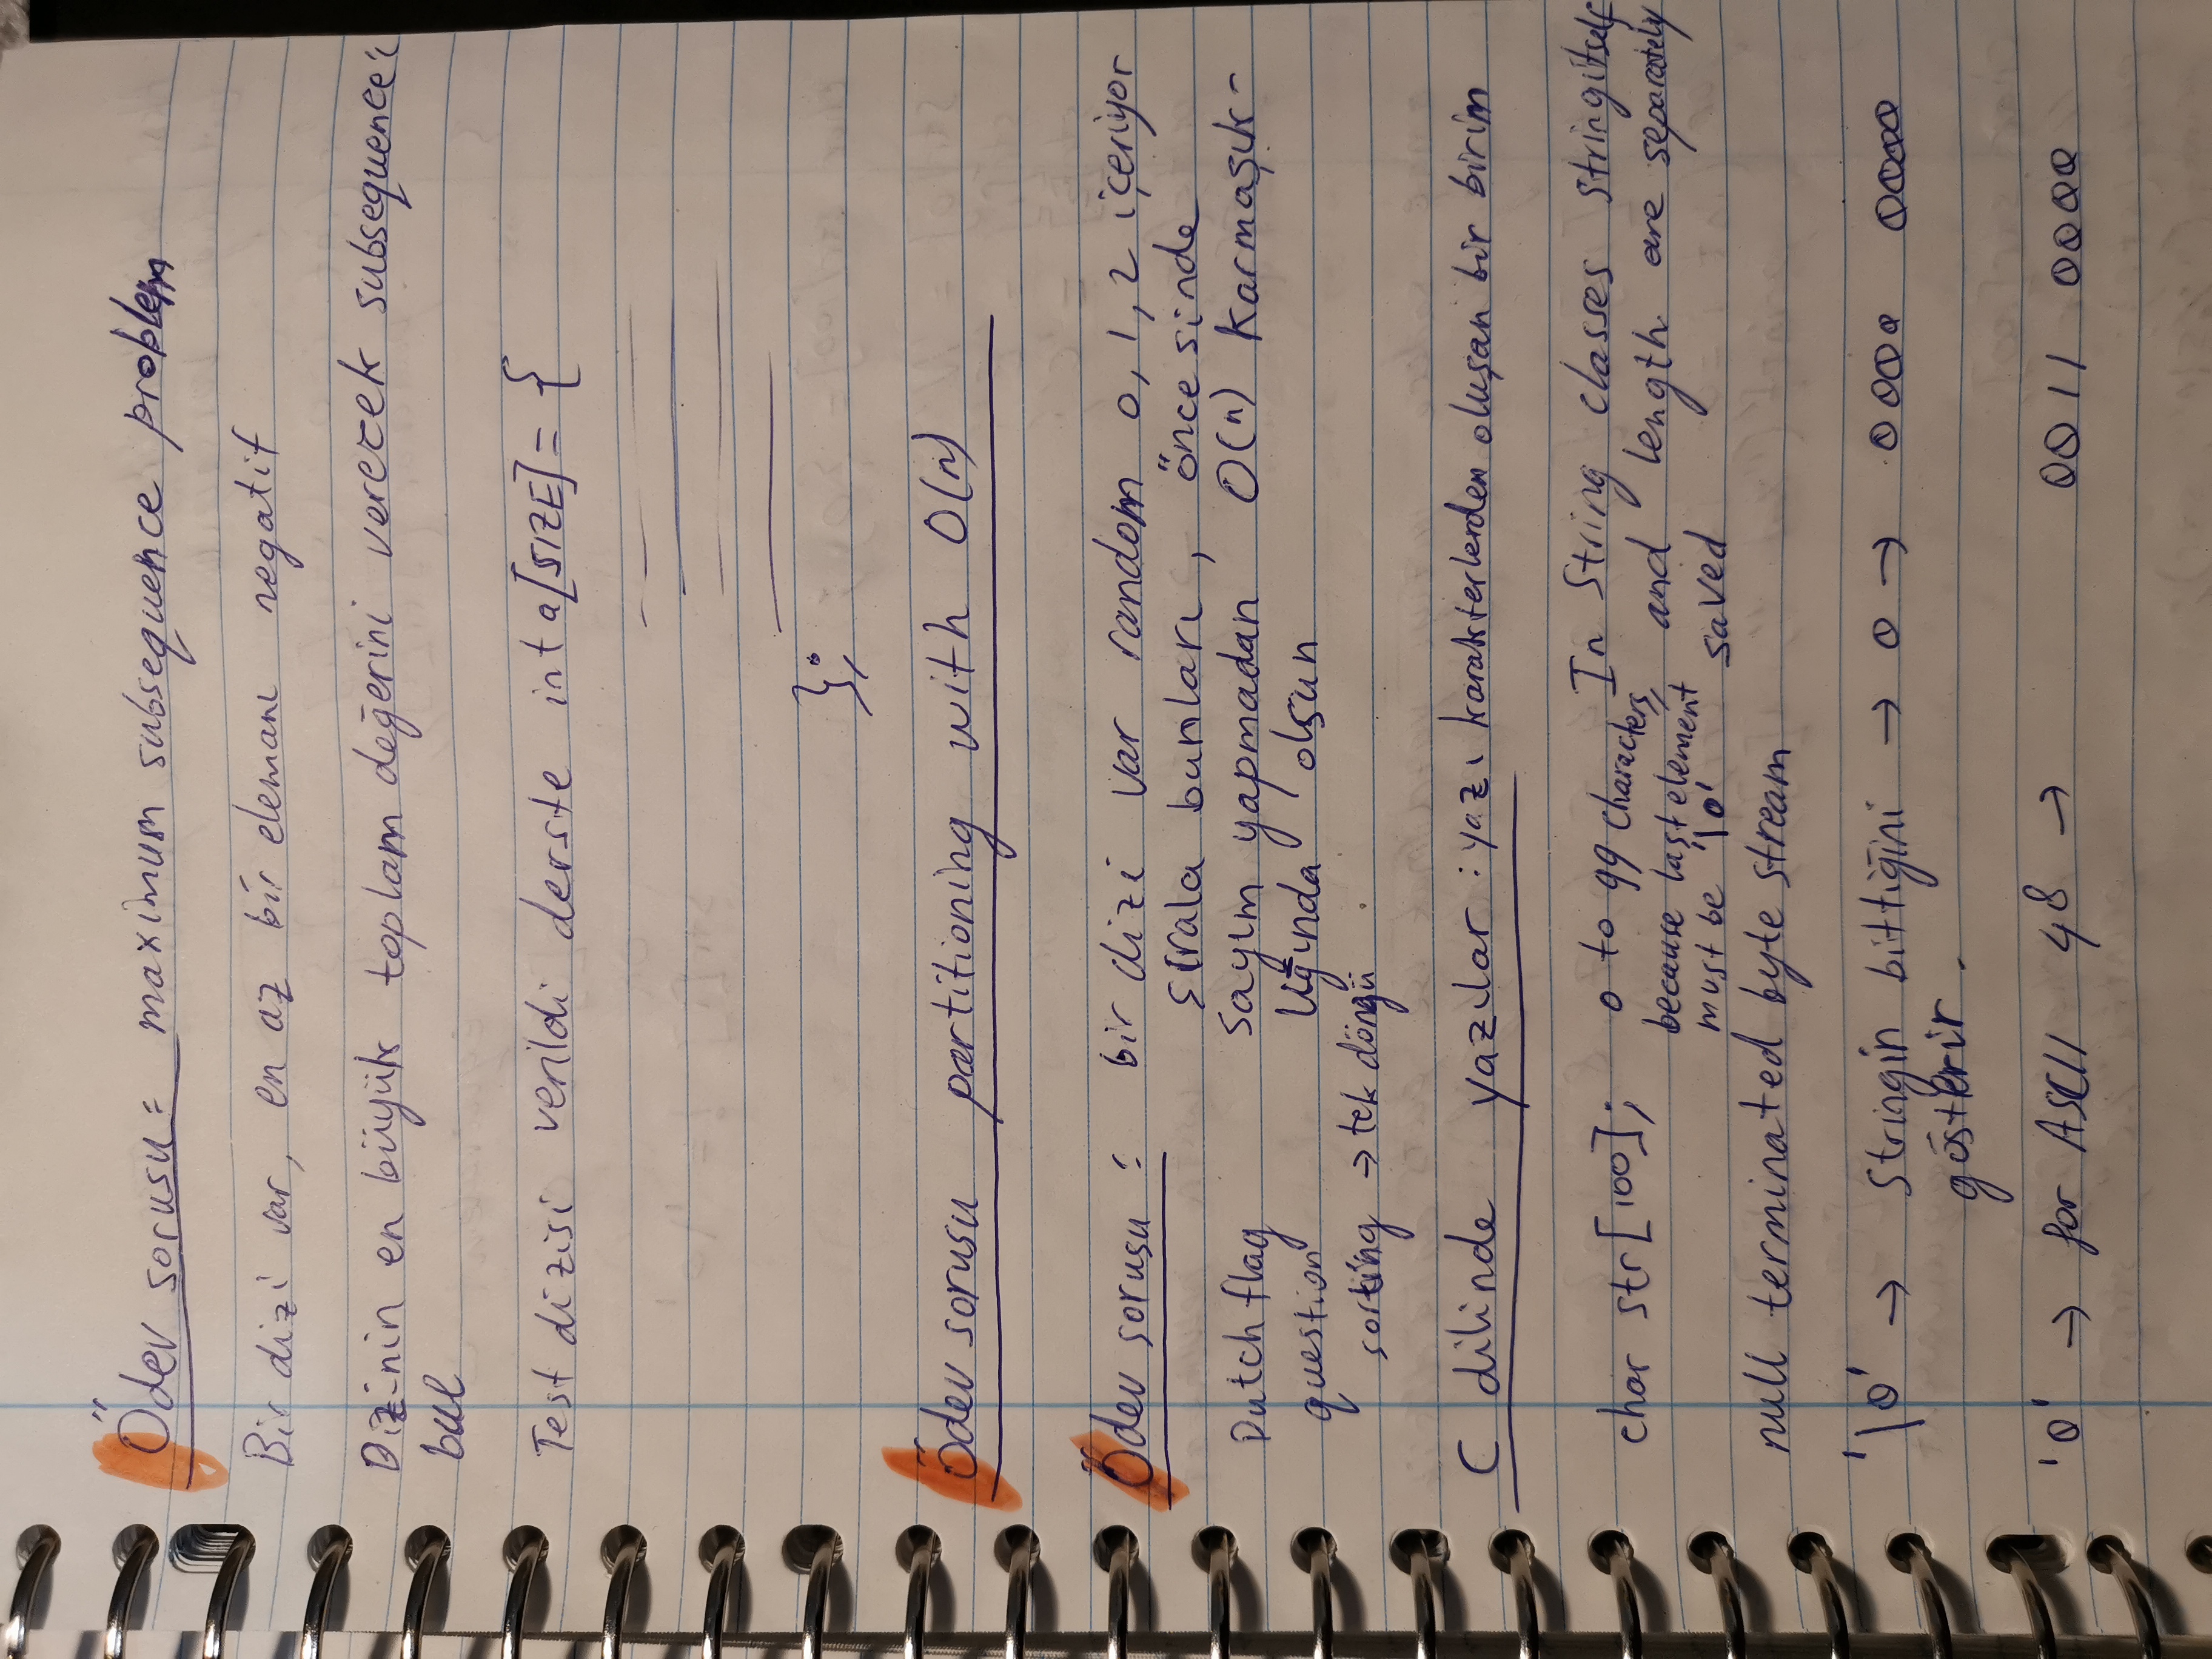 Ödev sorusu: maximum subsequence problem
Bir dizi var, en az bir elemanı negatif
Dizinin en büyük toplam değerini verecek subsequence'i
bul
Test dizisi verildi derste int a[SIZE] = {
};
Ödev sorusu partitioning with O(n)
Ödev sorusu : bir dizi var random 0, 1, 2 içeriyor
sırala bunları, öncesinde
Dutch flag sayım yapmadan O(n) karmaşık-
question lığında olsun
sorting → tek döngü
C dilinde yazılar : yazı karakterlerden oluşan bir birim
char str[100]; 0 to 99 characters, In String classes string itself
because last element and length are separately
must be '\0' saved
null terminated byte stream
'\0' → Stringin bittiğini → 0 → 0000 0000
gösterir.
'0' → for ASCII 48 → 0011 0000